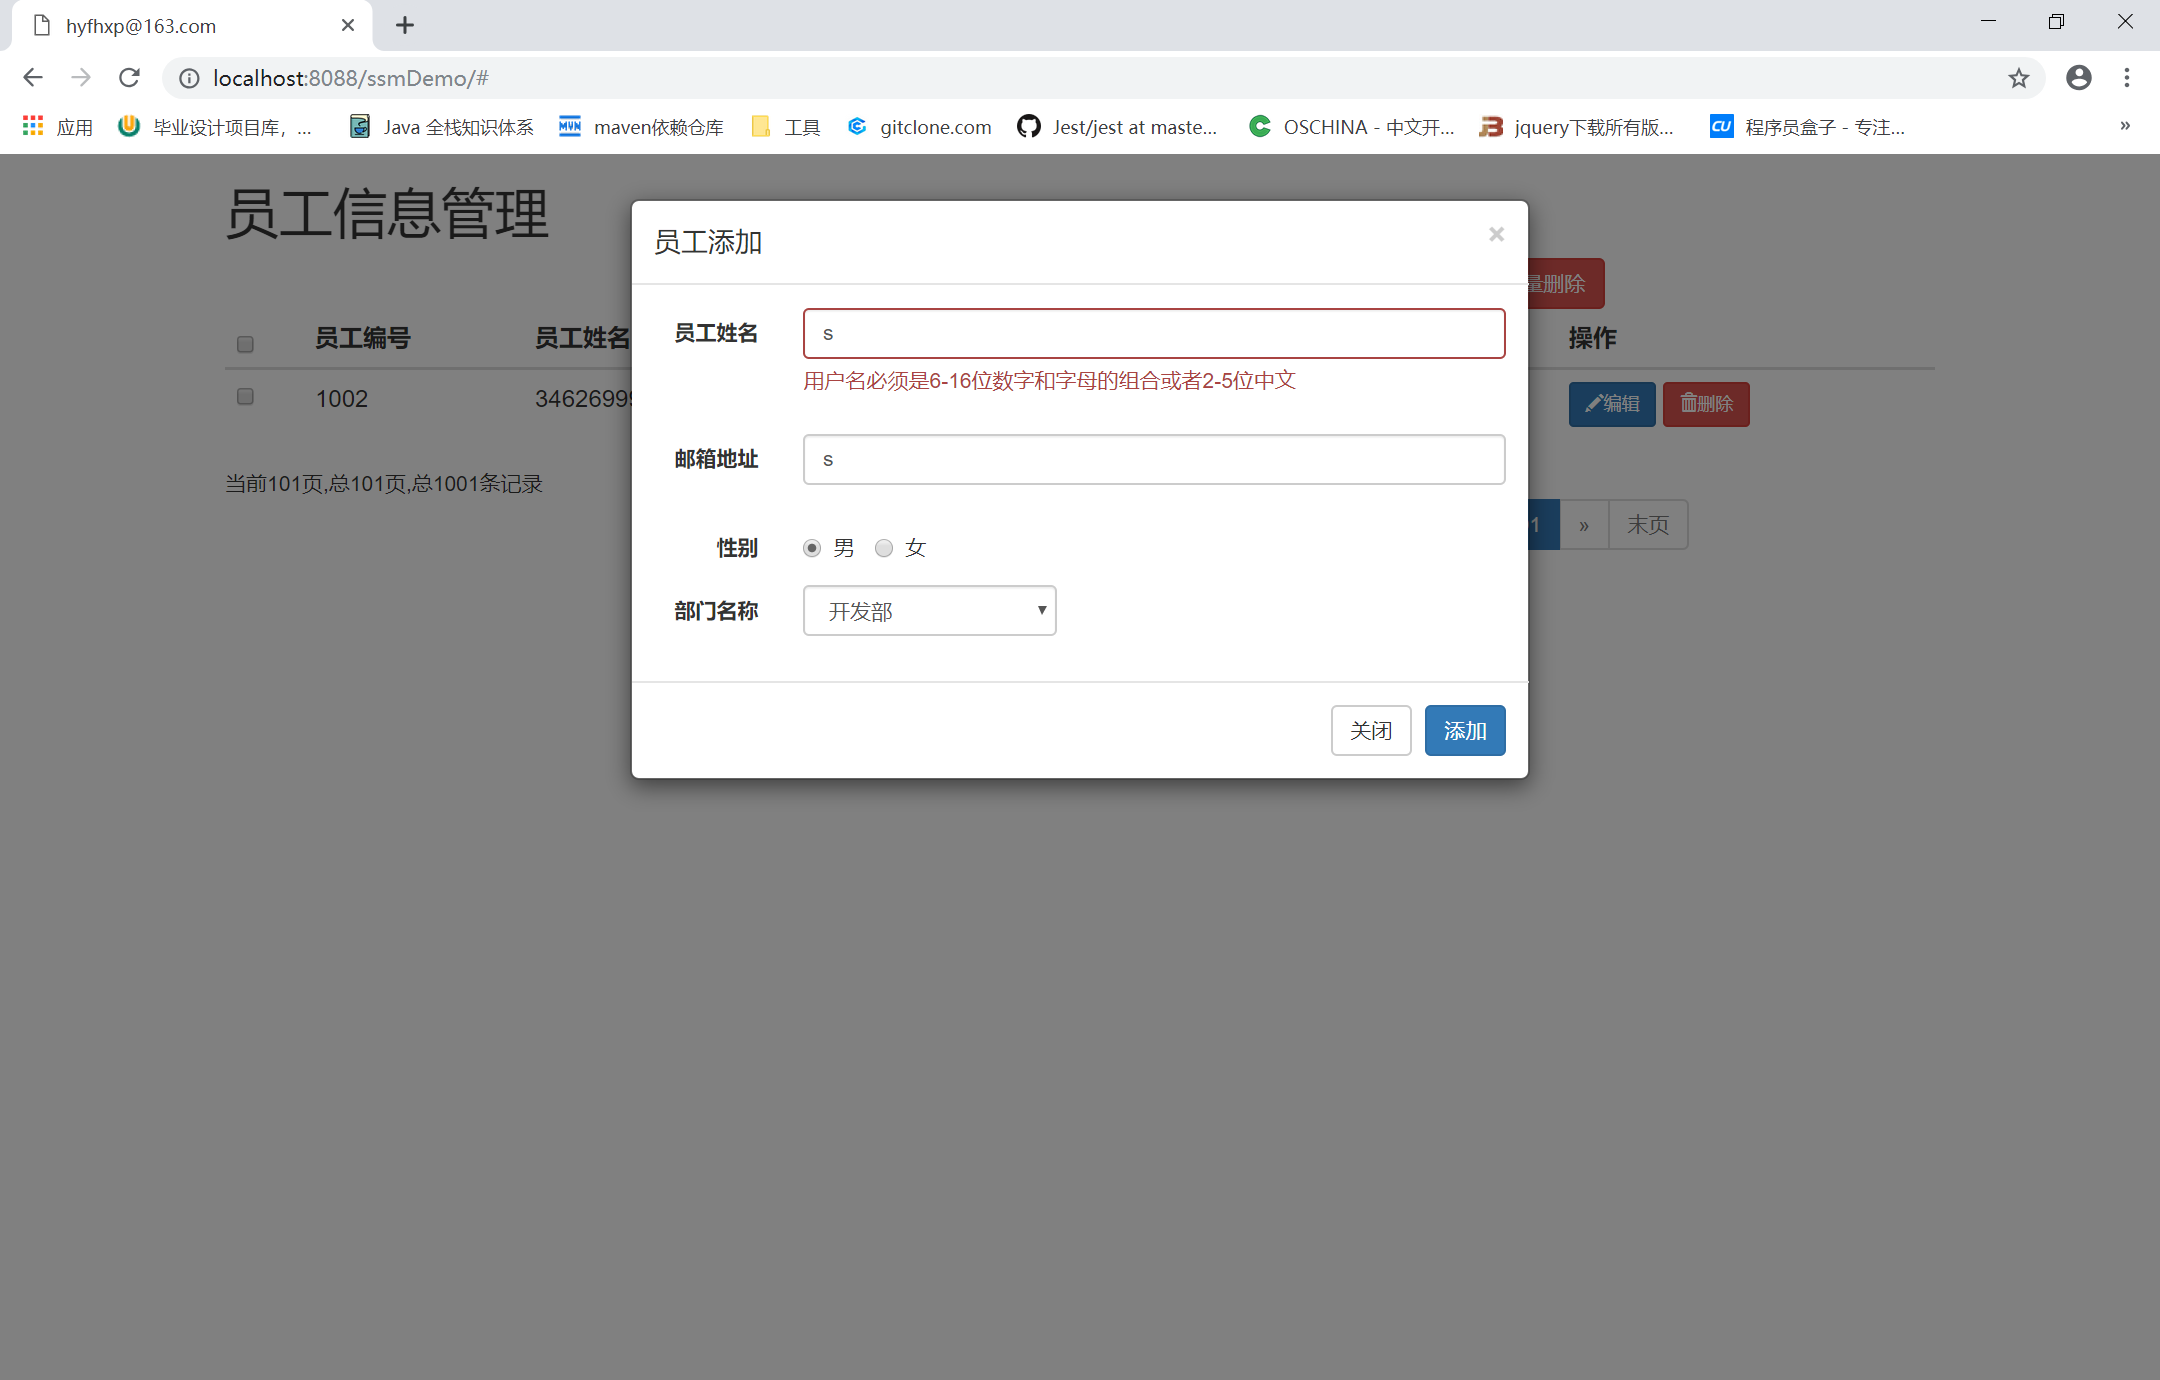 hyfhxp@163.com
localhost:8088/ssmDemo/#
应用 毕业设计项目库，... Java 全栈知识体系 maven依赖仓库 工具 gitclone.com Jest/jest at maste... OSCHINA - 中文开... jquery下载所有版... 程序员盒子 - 专注... »
员工信息管理
员工添加 ×
量删除
员工编号 员工姓名 操作
员工姓名 s
用户名必须是6-16位数字和字母的组合或者2-5位中文
1002 3462699 编辑 删除
邮箱地址 s
当前101页,总101页,总1001条记录
1 » 末页
性别 男 女
部门名称 开发部
关闭 添加